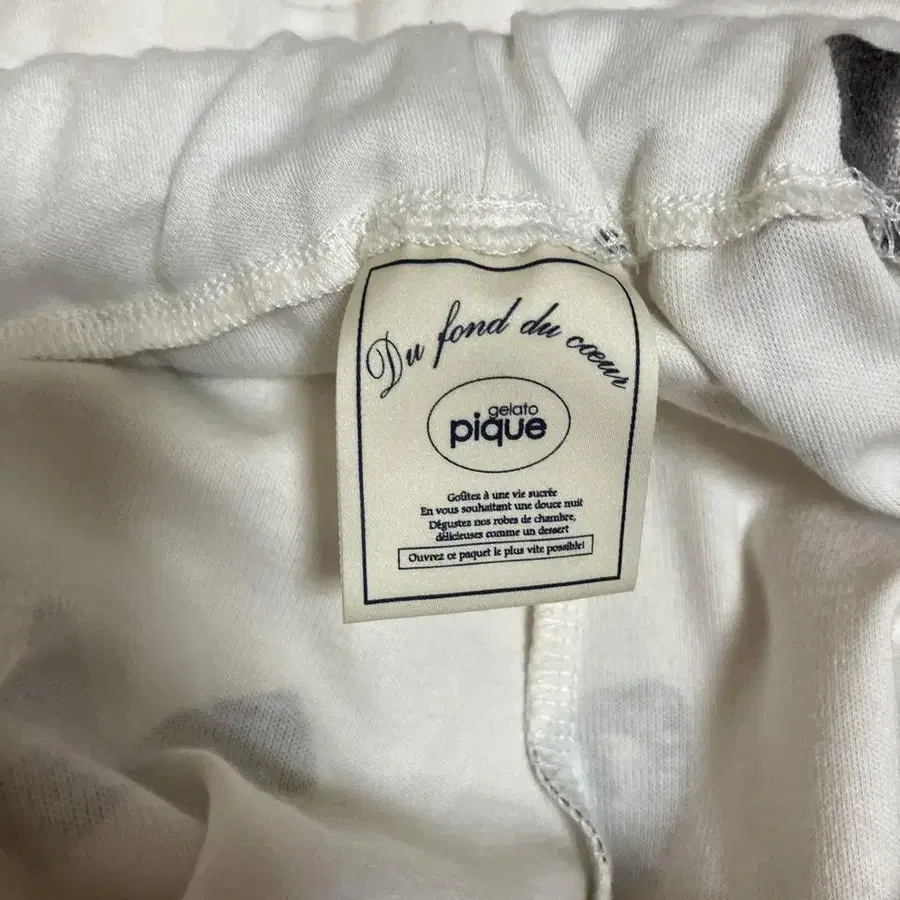 Du fond du cœur
gelato
pique
Goûtez à une vie sucrée
En vous souhaitant une douce nuit
Dégustez nos robes de chambre,
délicieuses comme un dessert
Ouvrez ce paquet le plus vite possible!